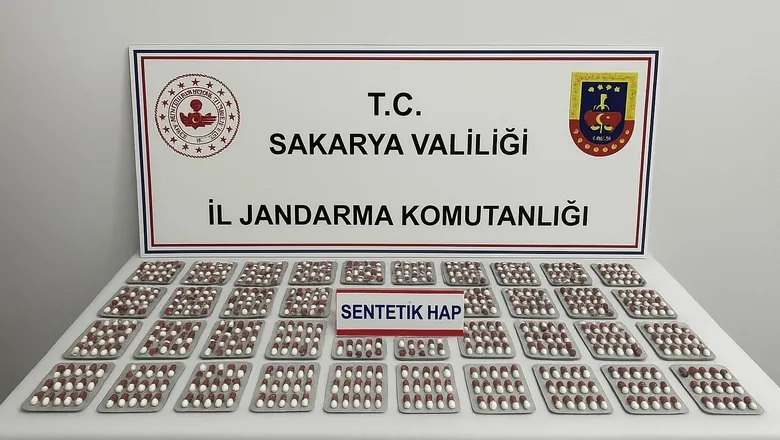 T.C.
SAKARYA VALİLİĞİ
İL JANDARMA KOMUTANLIĞI
SENTETİK HAP